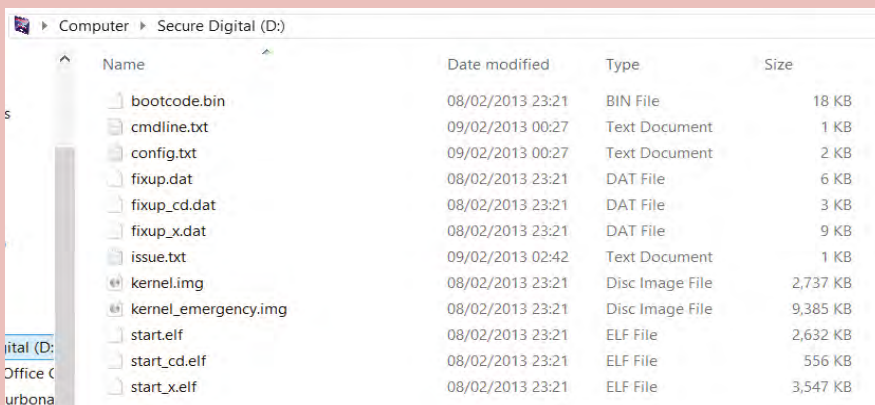 Computer Secure Digital (D:)
Name Date modified Type Size
bootcode.bin 08/02/2013 23:21 BIN File 18 KB
s
cmdline.txt 09/02/2013 00:27 Text Document 1 KB
config.txt 09/02/2013 00:27 Text Document 2 KB
fixup.dat 08/02/2013 23:21 DAT File 6 KB
fixup_cd.dat 08/02/2013 23:21 DAT File 3 KB
fixup_x.dat 08/02/2013 23:21 DAT File 9 KB
issue.txt 09/02/2013 02:42 Text Document 1 KB
kernel.img 08/02/2013 23:21 Disc Image File 2,737 KB
kernel_emergency.img 08/02/2013 23:21 Disc Image File 9,385 KB
start.elf 08/02/2013 23:21 ELF File 2,632 KB
igital (D:
start_cd.elf 08/02/2013 23:21 ELF File 556 KB
Office
start_x.elf 08/02/2013 23:21 ELF File 3,547 KB
urbona